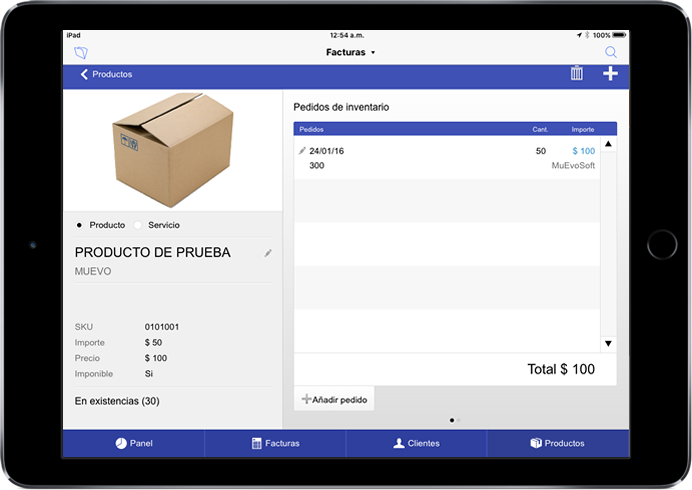 iPad 12:54 a.m. 100%
Facturas
Productos
Pedidos de inventario
Pedidos Cant. Importe
24/01/16 50 $ 100
300 MuEvoSoft
Total $ 100
Añadir pedido
Producto Servicio
PRODUCTO DE PRUEBA
MUEVO
SKU 0101001
Importe $ 50
Precio $ 100
Imponible Si
En existencias (30)
Panel Facturas Clientes Productos